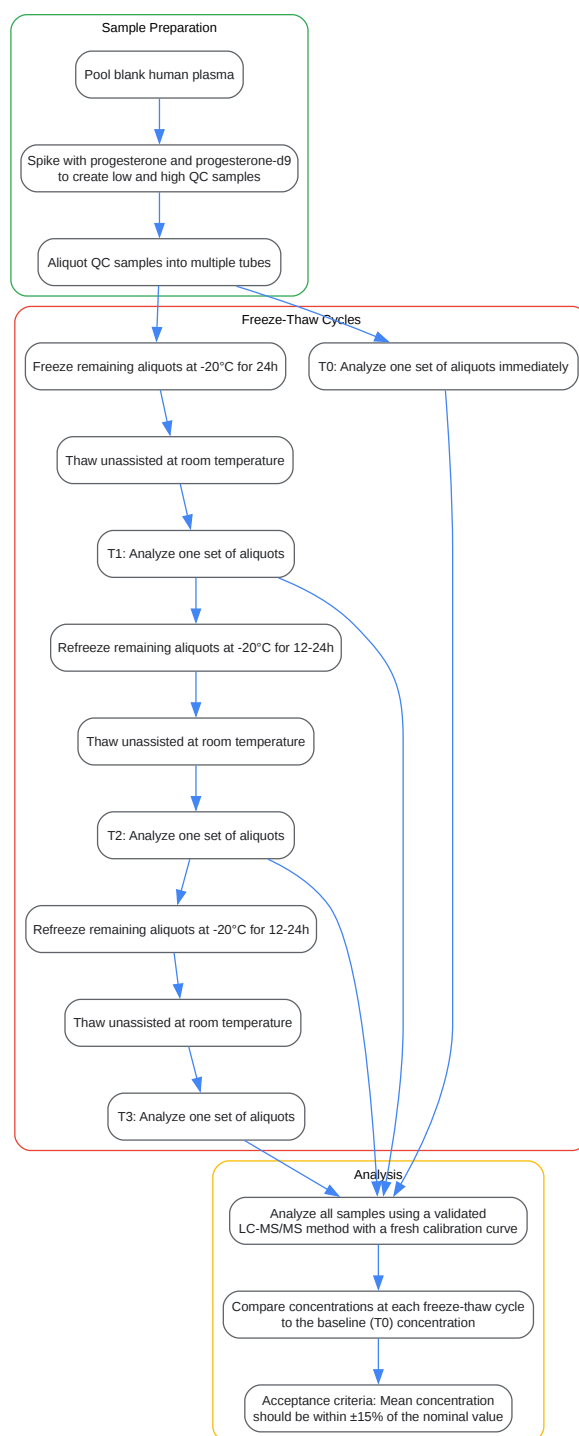 Sample Preparation
Pool blank human plasma
Spike with progesterone and progesterone-d9
to create low and high QC samples
Aliquot QC samples into multiple tubes
Freeze-Thaw Cycles
Freeze remaining aliquots at -20°C for 24h
T0: Analyze one set of aliquots immediately
Thaw unassisted at room temperature
T1: Analyze one set of aliquots
Refreeze remaining aliquots at -20°C for 12-24h
Thaw unassisted at room temperature
T2: Analyze one set of aliquots
Refreeze remaining aliquots at -20°C for 12-24h
Thaw unassisted at room temperature
T3: Analyze one set of aliquots
Analysis
Analyze all samples using a validated
LC-MS/MS method with a fresh calibration curve
Compare concentrations at each freeze-thaw cycle
to the baseline (T0) concentration
Acceptance criteria: Mean concentration
should be within ±15% of the nominal value